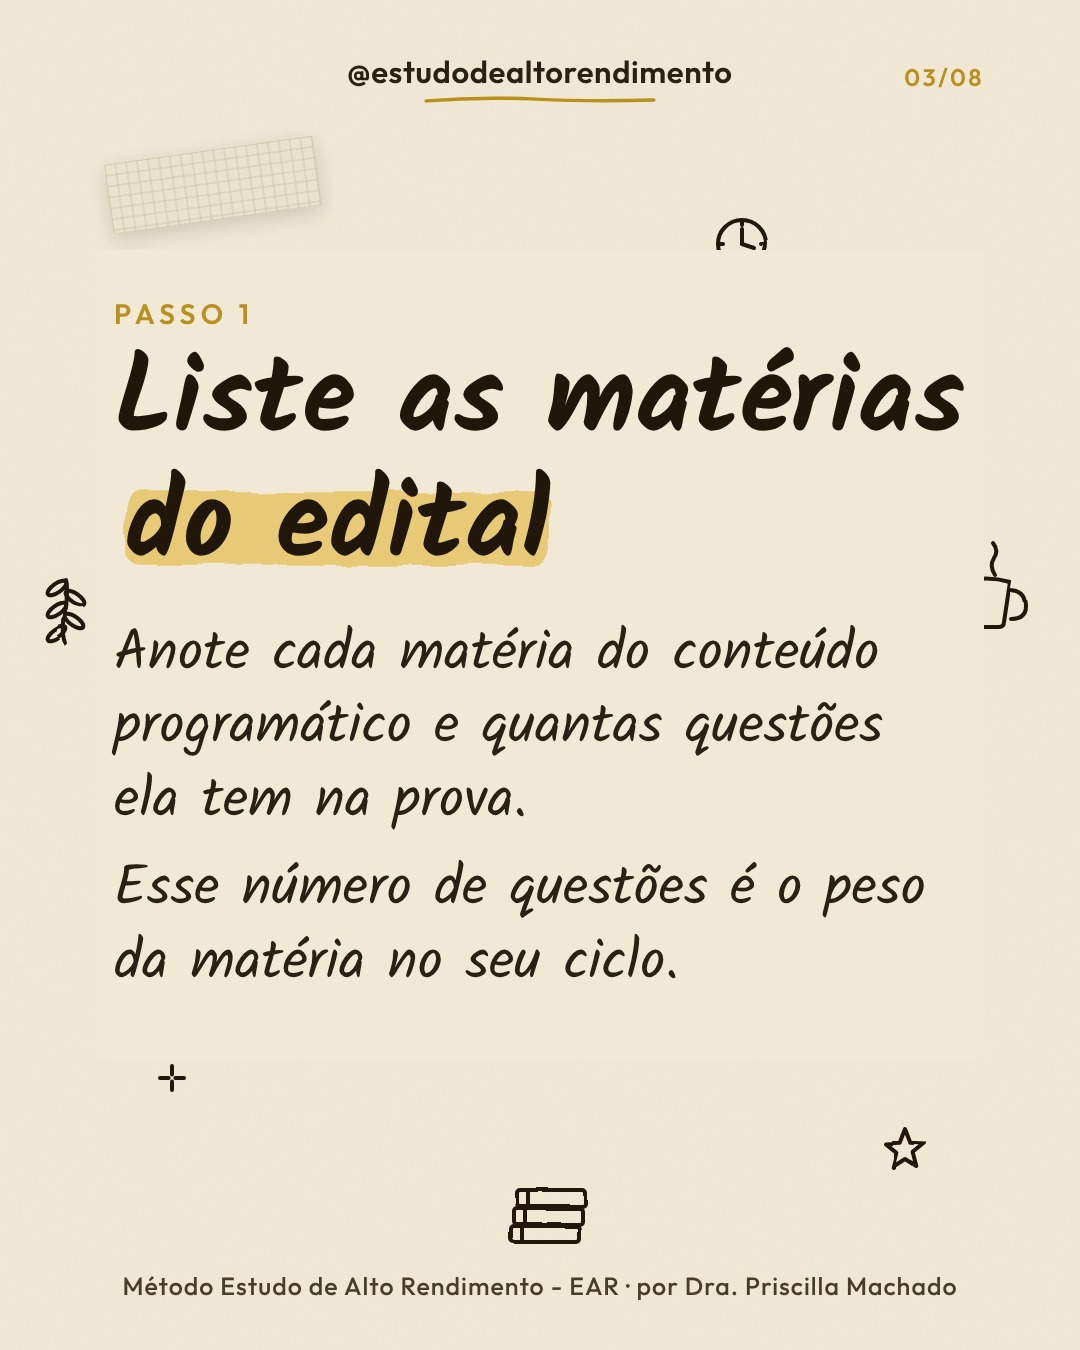 @estudodealtorendimento
03/08
PASSO 1
Liste as matérias
do edital
Anote cada matéria do conteúdo
programático e quantas questões
ela tem na prova.
Esse número de questões é o peso
da matéria no seu ciclo.
Método Estudo de Alto Rendimento - EAR · por Dra. Priscilla Machado